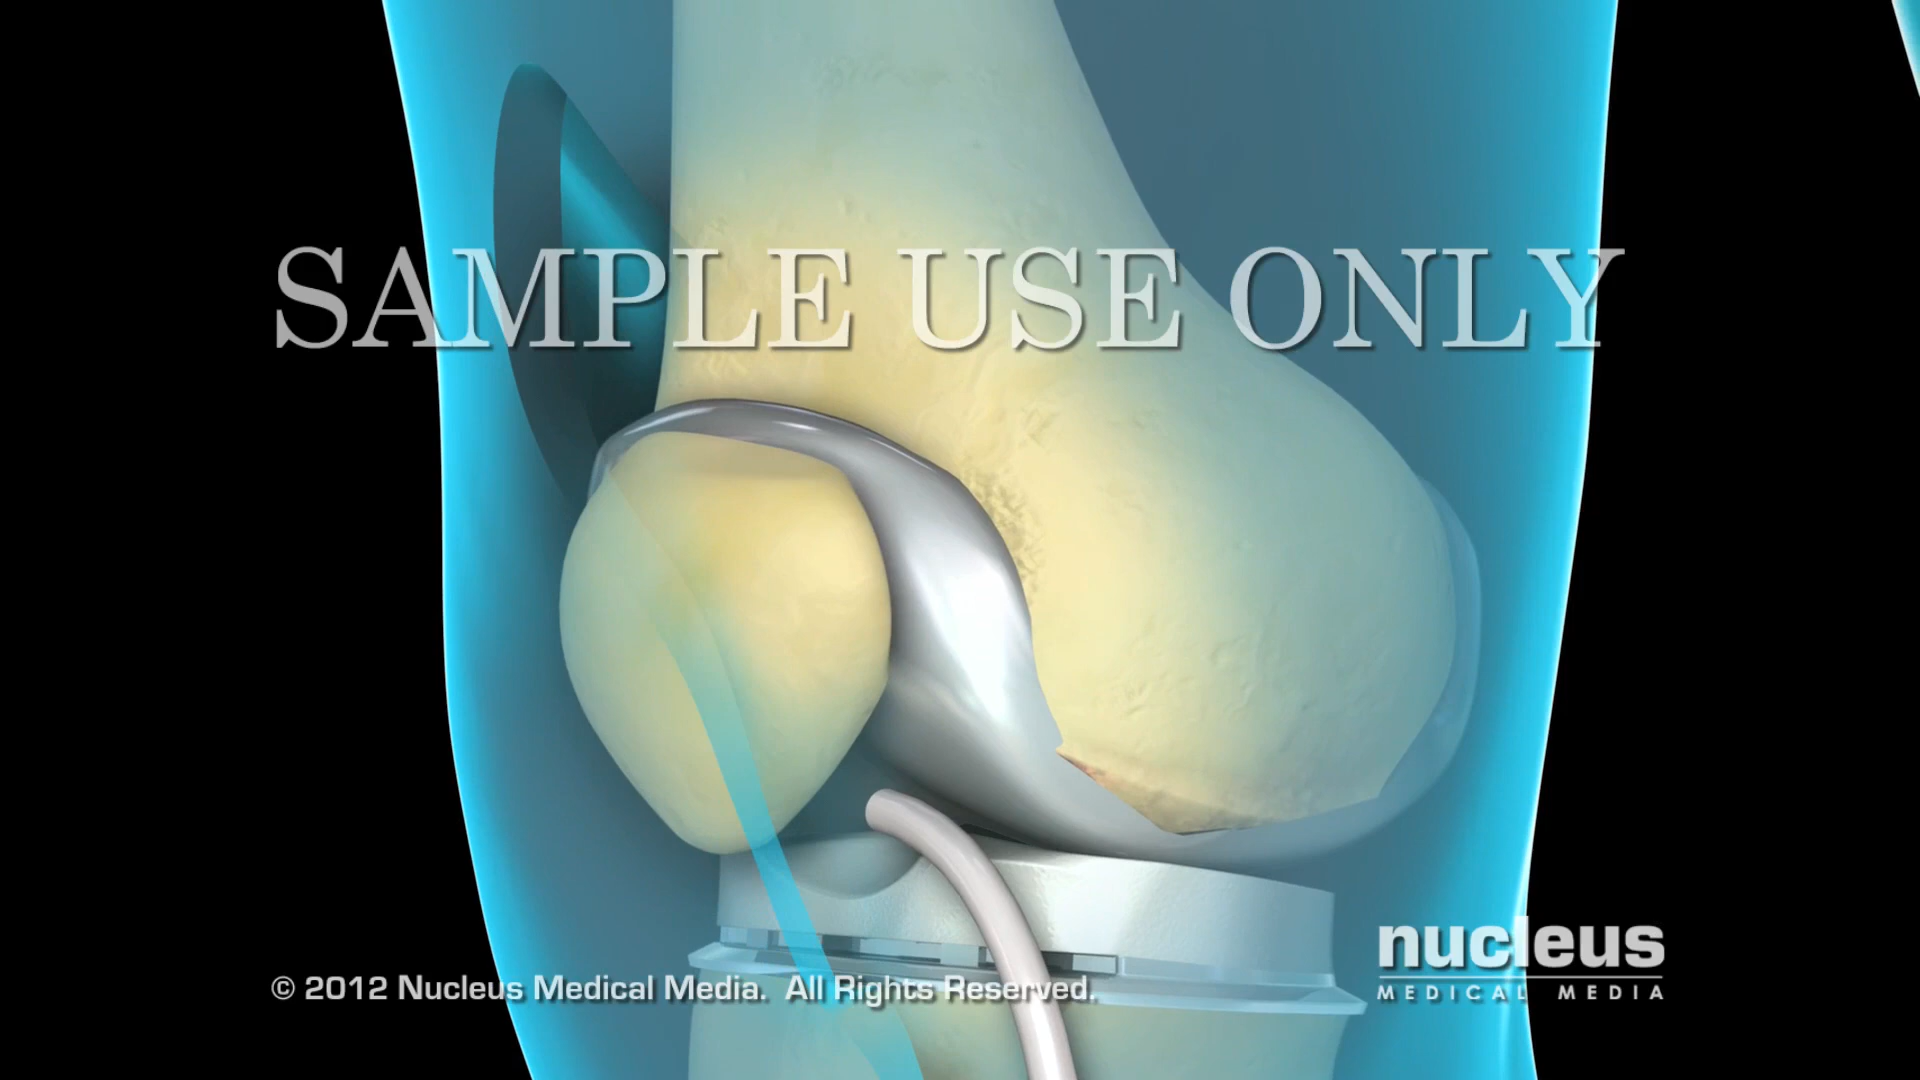 SAMPLE USE ONLY
nucleus
MEDICAL MEDIA
© 2012 Nucleus Medical Media. All Rights Reserved.